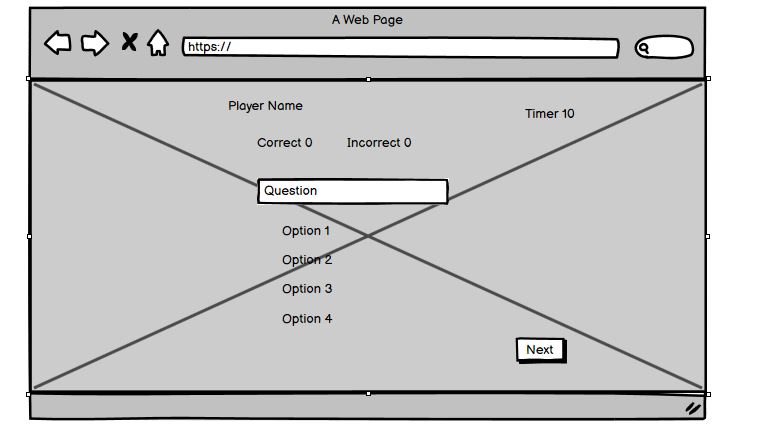 A Web Page
https://
Player Name
Timer 10
Correct 0 Incorrect 0
Question
Option 1
Option 2
Option 3
Option 4
Next